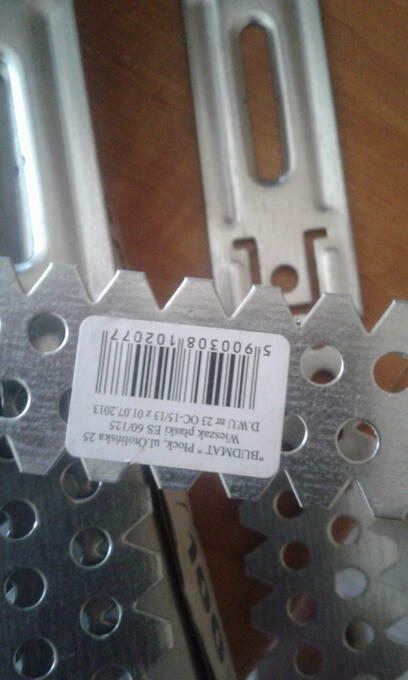 "BUDMAT" Płock, ul.Otolińska 25
Wieszak płaski ES 60/125
D.W.U nr 23 OC-15/13 z 01.07.2013
5 900308 102077